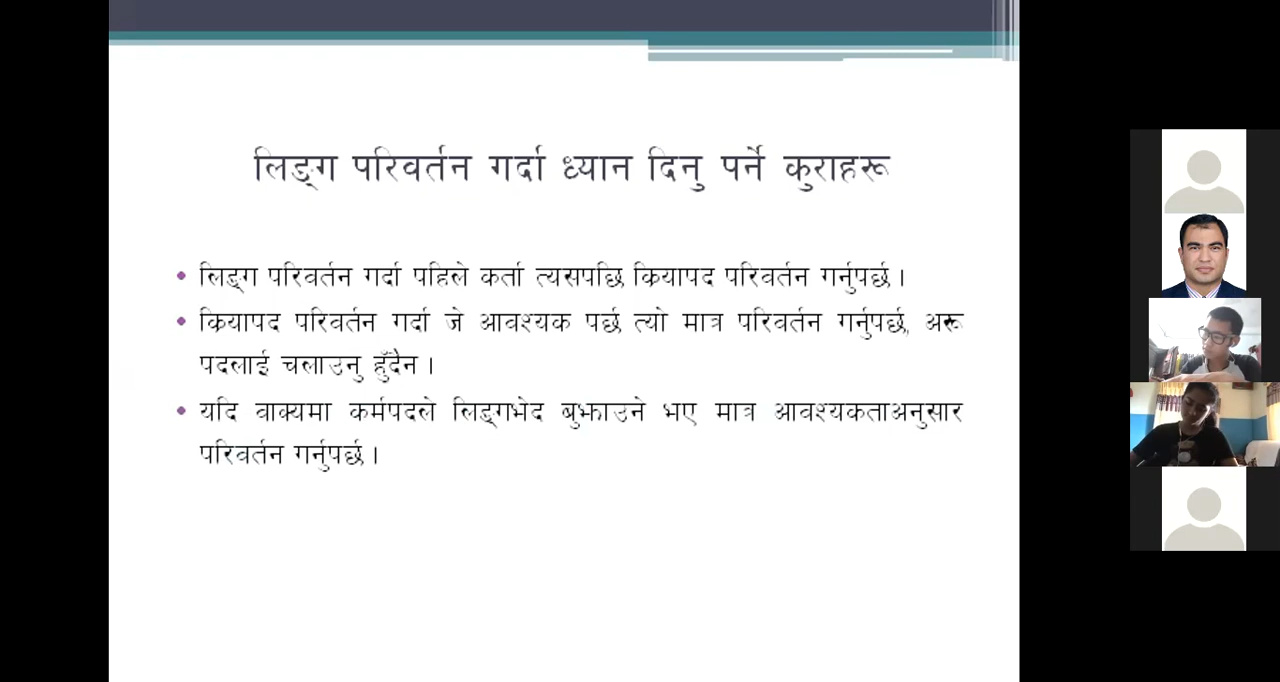 लिङ्ग परिवर्तन गर्दा ध्यान दिनु पर्ने कुराहरू
• लिङ्ग परिवर्तन गर्दा पहिले कर्ता त्यसपछि क्रियापद परिवर्तन गर्नुपर्छ ।
• क्रियापद परिवर्तन गर्दा जे आवश्यक पर्छ त्यो मात्र परिवर्तन गर्नुपर्छ, अरू
पदलाई चलाउनु हुँदैन ।
• यदि वाक्यमा कर्मपदले लिङ्गभेद बुझाउने भए मात्र आवश्यकताअनुसार
परिवर्तन गर्नुपर्छ ।